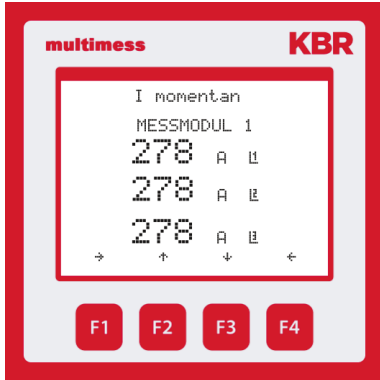 multimess KBR
I momentan
MESSMODUL 1
278 A L1
278 A L2
278 A L3
→ ↑ ↓ ←
F1 F2 F3 F4